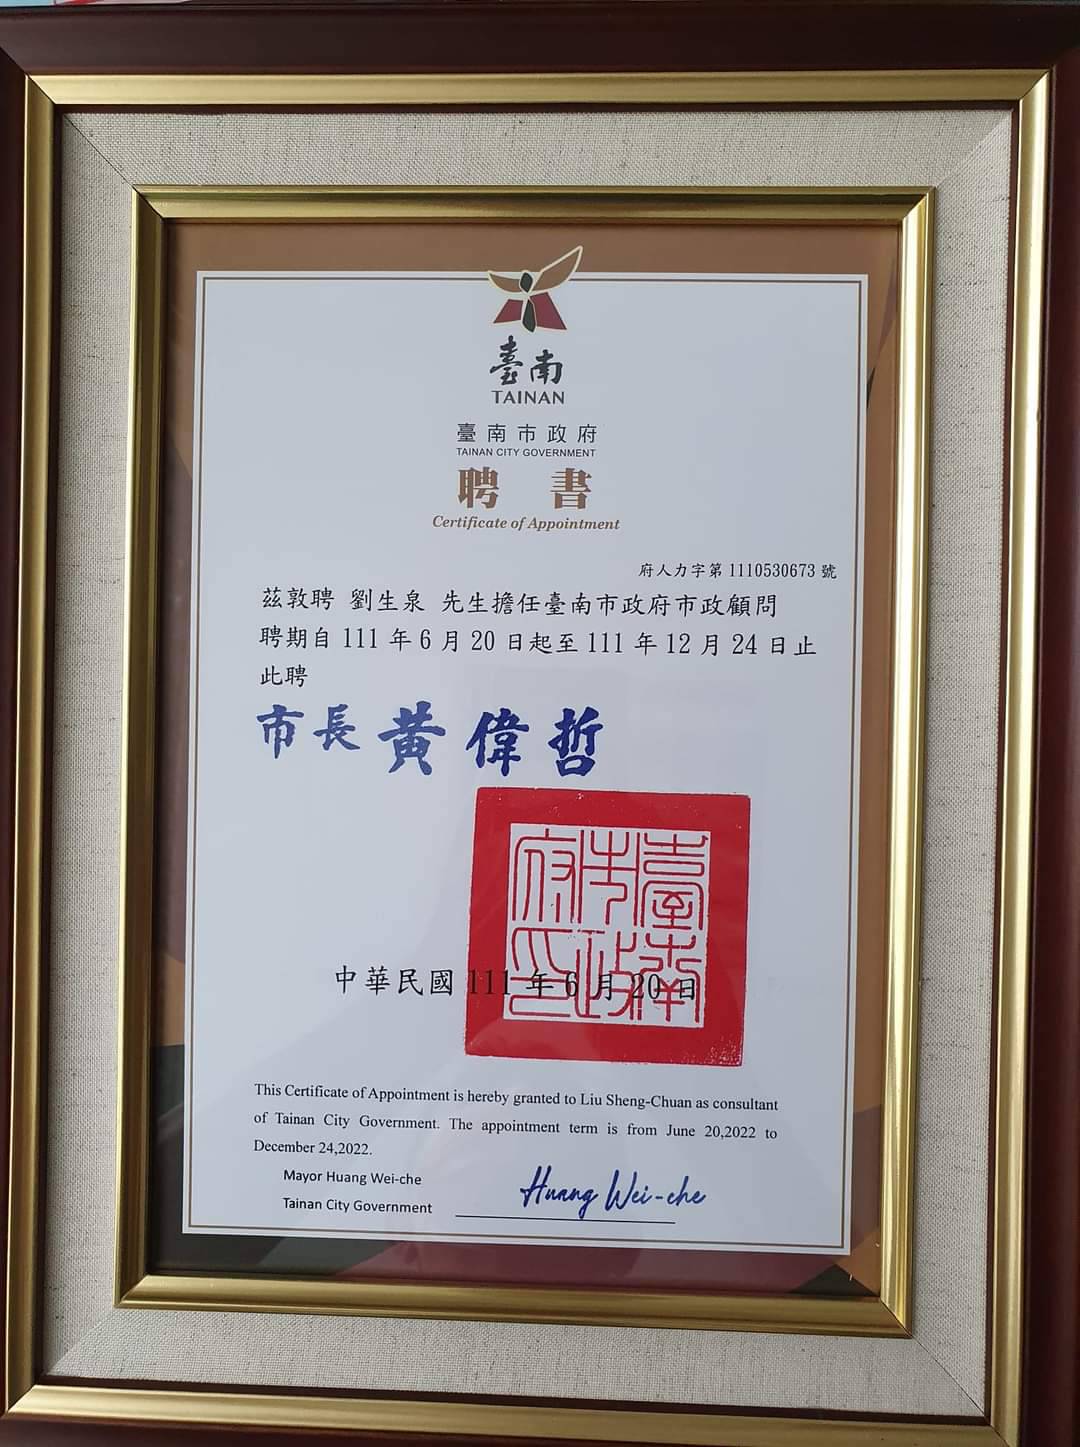 臺南
TAINAN
臺南市政府
TAINAN CITY GOVERNMENT
聘 書
Certificate of Appointment
府人力字第1110530673號
茲敦聘 劉生泉 先生擔任臺南市政府市政顧問
聘期自111年6月20日起至111年12月24日止
此聘
市長 黃偉哲
臺南市政府印
中華民國111年6月20日
This Certificate of Appointment is hereby granted to Liu Sheng-Chuan as consultant
of Tainan City Government. The appointment term is from June 20,2022 to
December 24,2022.
Mayor Huang Wei-che
Tainan City Government
Huang Wei-che